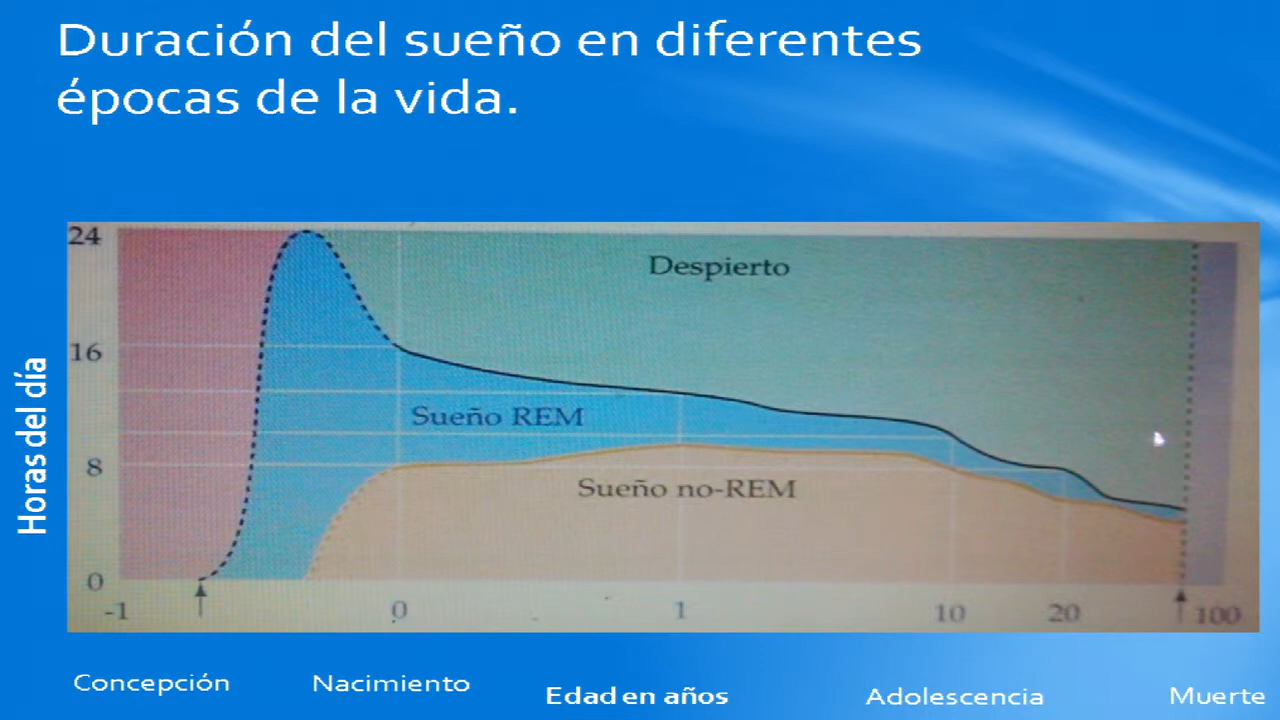 Duración del sueño en diferentes
épocas de la vida.
Horas del día
24
16
8
0
Despierto
Sueño REM
Sueño no-REM
-1
0
1
10
20
100
Concepción
Nacimiento
Edad en años
Adolescencia
Muerte